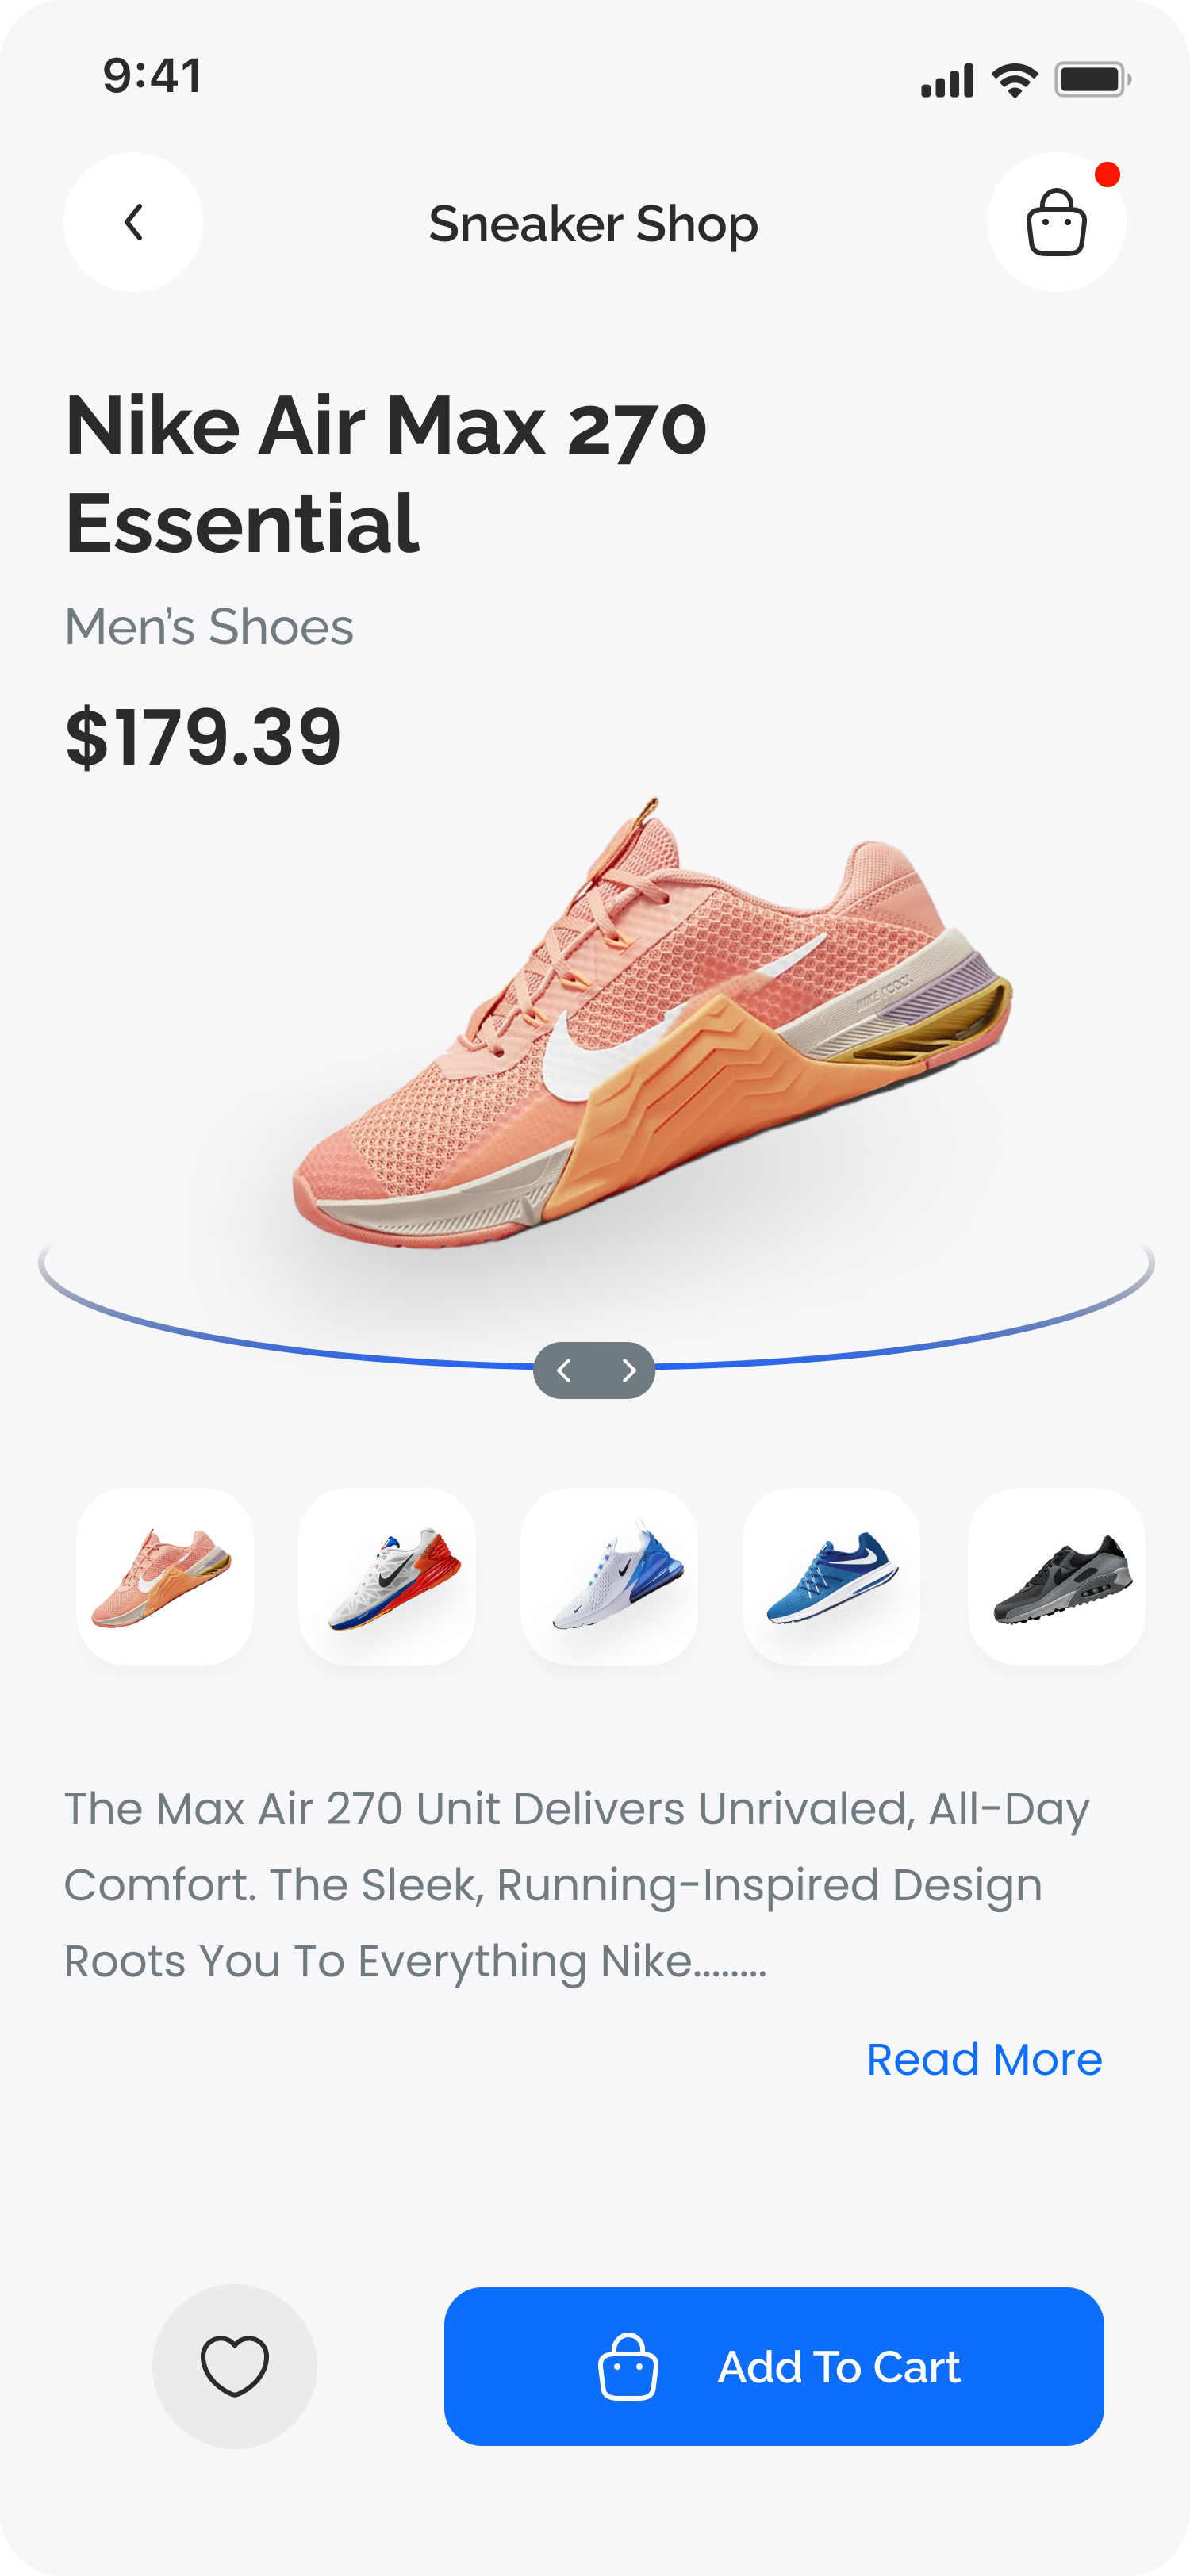 9:41
Sneaker Shop
Nike Air Max 270
Essential
Men’s Shoes
$179.39
The Max Air 270 Unit Delivers Unrivaled, All-Day
Comfort. The Sleek, Running-Inspired Design
Roots You To Everything Nike........
Read More
Add To Cart